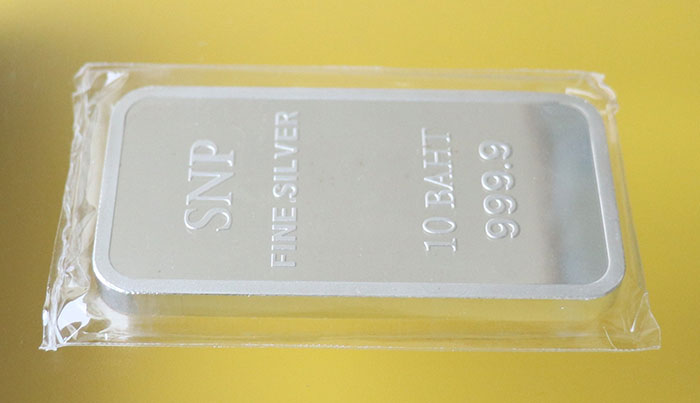 SNP
FINE SILVER
10 BAHT
999.9